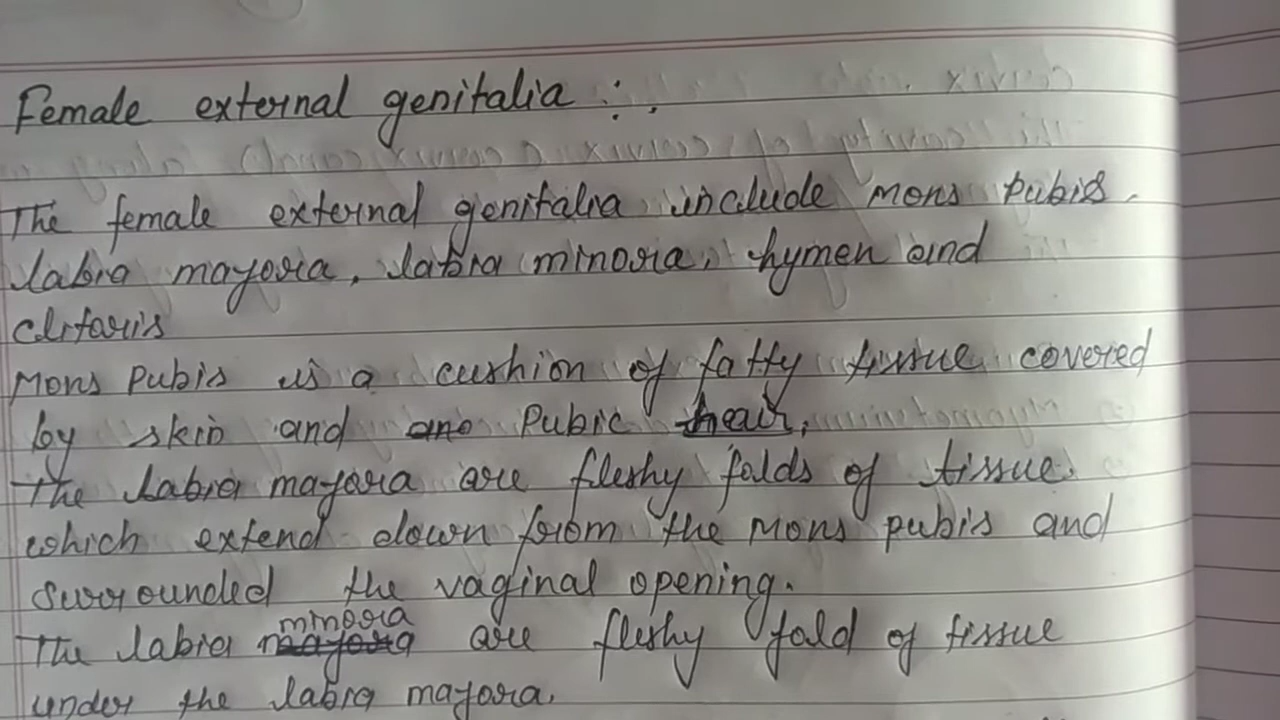 Female external genitalia :.
The female external genitalia include mons pubis.
labia majora, labia minora, hymen and
clitoris
Mons pubis is a cushion of fatty tissue covered
by skin and and pubic hair,
The labia majora are fleshy folds of tissue.
which extend down from the Mons pubis and
surrounded the vaginal opening.
The labia minora are fleshy fold of tissue
under the labia majora.